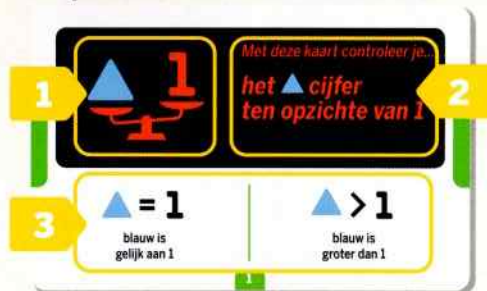 1
1
Met deze kaart controleer je...
het cijfer
ten opzichte van 1
2
3
= 1
blauw is
gelijk aan 1
> 1
blauw is
groter dan 1
1